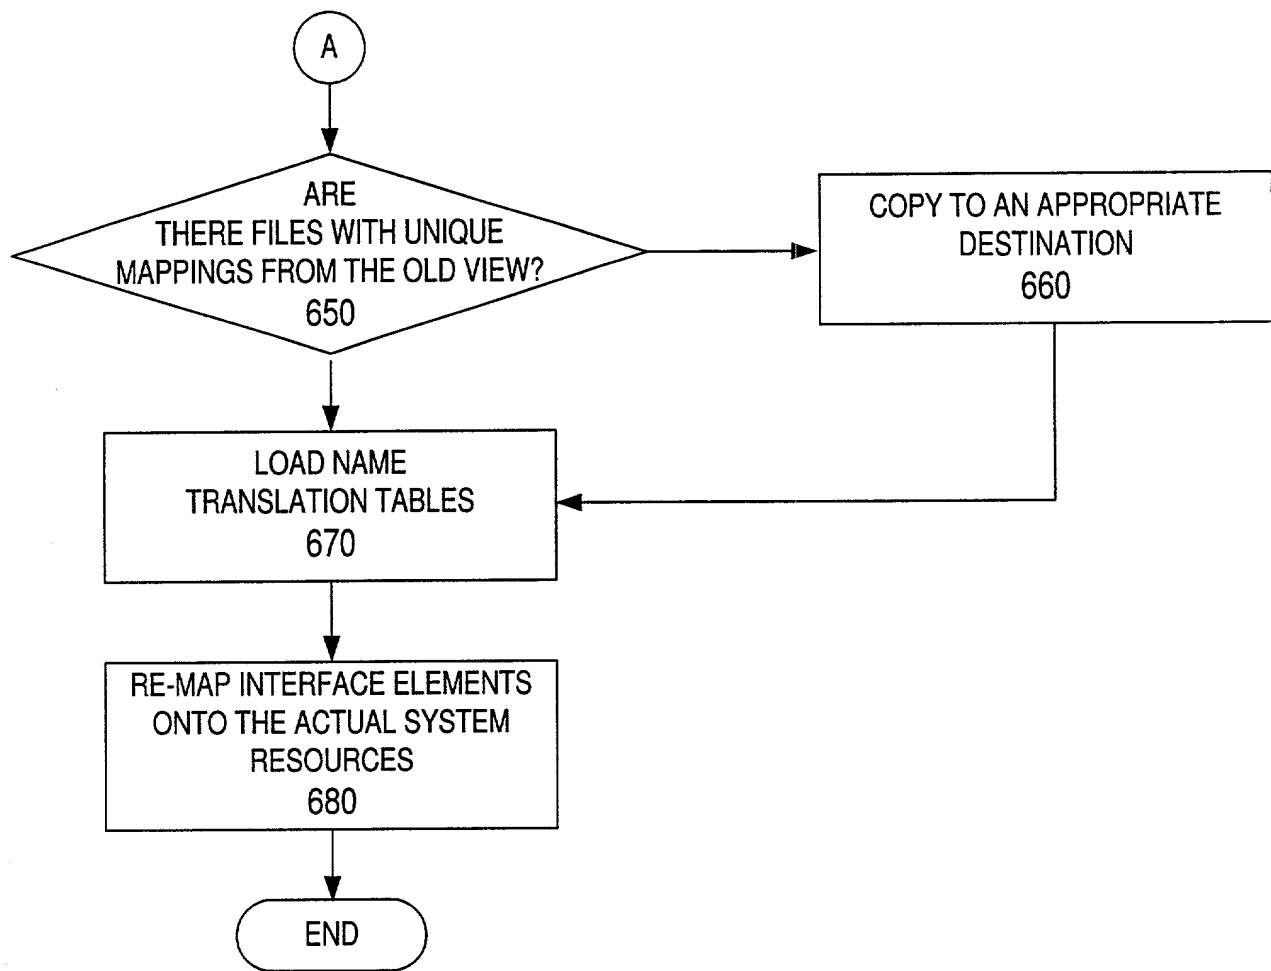 A
ARE
THERE FILES WITH UNIQUE
MAPPINGS FROM THE OLD VIEW?
650
COPY TO AN APPROPRIATE
DESTINATION
660
LOAD NAME
TRANSLATION TABLES
670
RE-MAP INTERFACE ELEMENTS
ONTO THE ACTUAL SYSTEM
RESOURCES
680
END